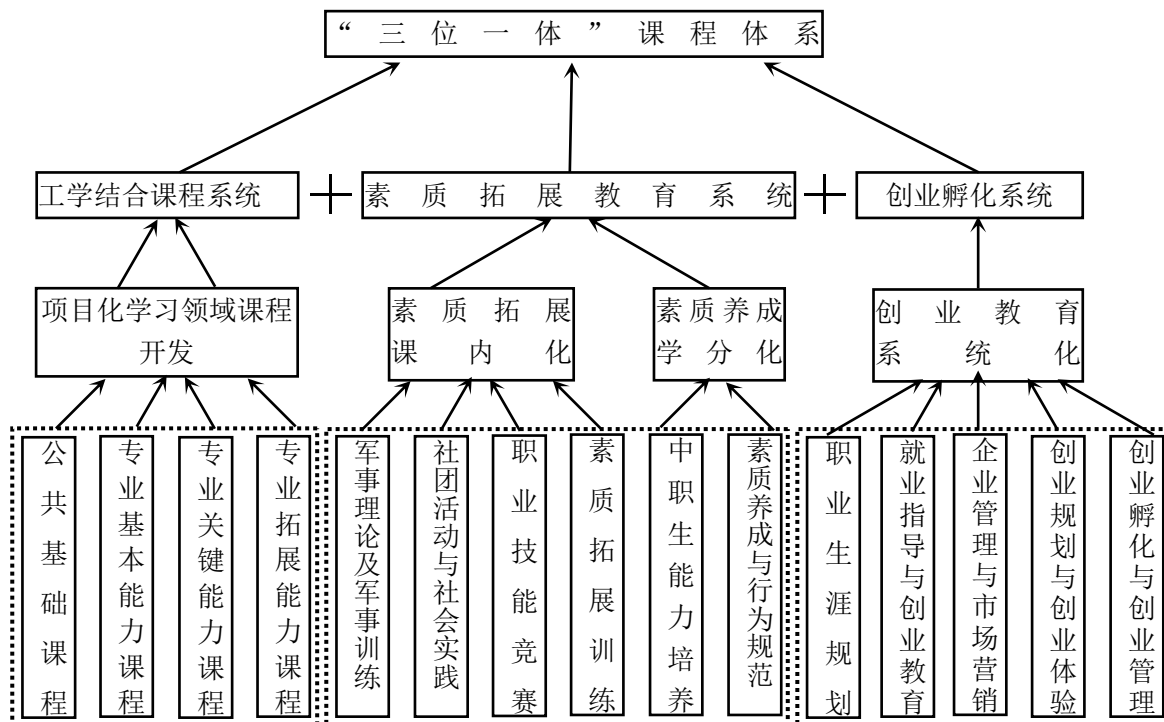 “三位一体”课程体系
工学结合课程系统
素质拓展教育系统
创业孵化系统
项目化学习领域课程
开发
素质拓展
课内化
素质养成
学分化
创业教育
系统化
公共基础课程
专业基本能力课程
专业关键能力课程
专业拓展能力课程
军事理论及军事训练
社团活动与社会实践
职业技能竞赛
素质拓展训练
中职生能力培养
素质养成与行为规范
职业生涯规划
就业指导与创业教育
企业管理与市场营销
创业规划与创业体验
创业孵化与创业管理